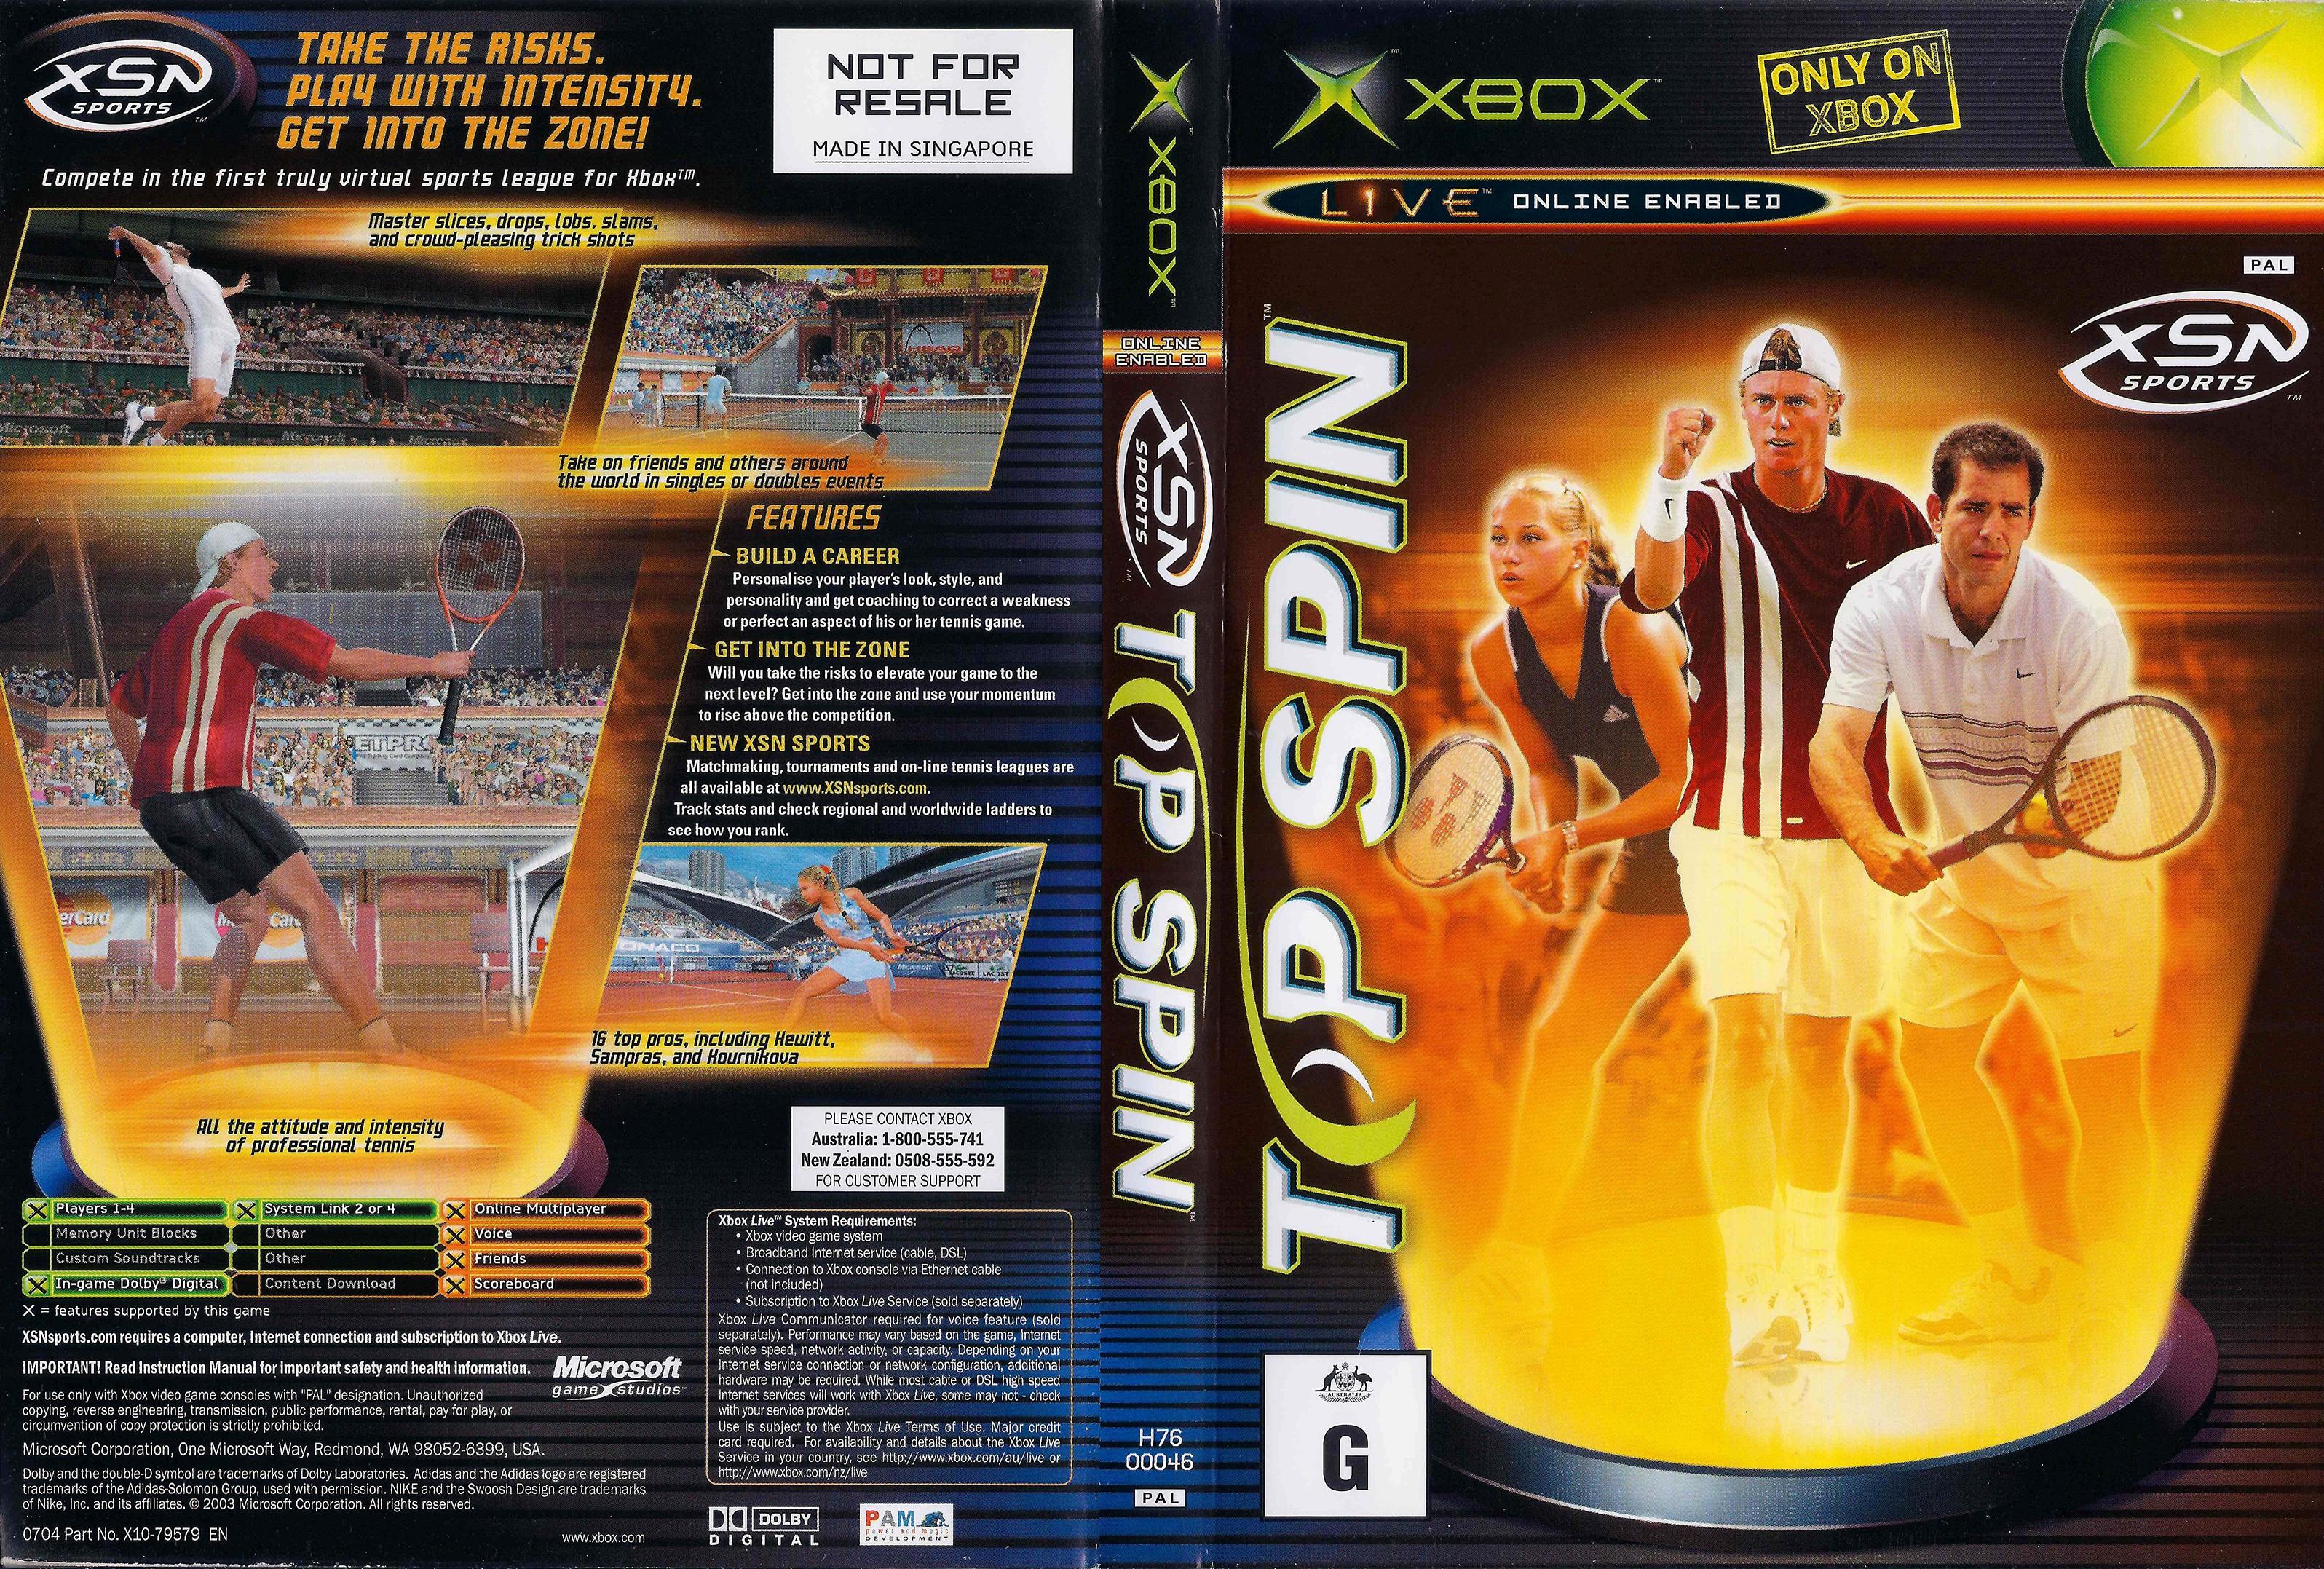 XSN
SPORTS™
TAKE THE RISKS.
PLAY WITH INTENSITY.
GET INTO THE ZONE!
NOT FOR
RESALE
MADE IN SINGAPORE
Compete in the first truly virtual sports league for Xbox™.
Master slices, drops, lobs, slams,
and crowd-pleasing trick shots
Microsoft Microsoft Microsoft
Take on friends and others around
the world in singles or doubles events
FEATURES
BUILD A CAREER
Personalise your player's look, style, and
personality and get coaching to correct a weakness
or perfect an aspect of his or her tennis game.
GET INTO THE ZONE
Will you take the risks to elevate your game to the
next level? Get into the zone and use your momentum
to rise above the competition.
NEW XSN SPORTS
Matchmaking, tournaments and on-line tennis leagues are
all available at www.XSNsports.com.
Track stats and check regional and worldwide ladders to
see how you rank.
ETPRO
erCard
ONACO
Microsoft
LACOSTE LACOST
16 top pros, including Hewitt,
Sampras, and Kournikova
All the attitude and intensity
of professional tennis
PLEASE CONTACT XBOX
Australia: 1-800-555-741
New Zealand: 0508-555-592
FOR CUSTOMER SUPPORT
Players 1-4 System Link 2 or 4 Online Multiplayer
Memory Unit Blocks Other Voice
Custom Soundtracks Other Friends
In-game Dolby® Digital Content Download Scoreboard
X = features supported by this game
XSNsports.com requires a computer, Internet connection and subscription to Xbox Live.
IMPORTANT! Read Instruction Manual for important safety and health information.
Microsoft
game studios™
For use only with Xbox video game consoles with "PAL" designation. Unauthorized
copying, reverse engineering, transmission, public performance, rental, pay for play, or
circumvention of copy protection is strictly prohibited.
Microsoft Corporation, One Microsoft Way, Redmond, WA 98052-6399, USA.
Dolby and the double-D symbol are trademarks of Dolby Laboratories. Adidas and the Adidas logo are registered
trademarks of the Adidas-Solomon Group, used with permission. NIKE and the Swoosh Design are trademarks
of Nike, Inc. and its affiliates. © 2003 Microsoft Corporation. All rights reserved.
0704 Part No. X10-79579 EN
www.xbox.com
Xbox Live™ System Requirements:
• Xbox video game system
• Broadband Internet service (cable, DSL)
• Connection to Xbox console via Ethernet cable
(not included)
• Subscription to Xbox Live Service (sold separately)
Xbox Live Communicator required for voice feature (sold
separately). Performance may vary based on the game, Internet
service speed, network activity, or capacity. Depending on your
Internet service connection or network configuration, additional
hardware may be required. While most cable or DSL high speed
Internet services will work with Xbox Live, some may not - check
with your service provider.
Use is subject to the Xbox Live Terms of Use. Major credit
card required. For availability and details about the Xbox Live
Service in your country, see http://www.xbox.com/au/live or
http://www.xbox.com/nz/live
DOLBY
DIGITAL
PAM
power and magic
DEVELOPMENT
XBOX™
ONLINE
ENABLED
XSN
SPORTS™
TOP SPIN™
H76
00046
PAL
XBOX™
ONLY ON
XBOX
LIVE™ ONLINE ENABLED
PAL
XSN
SPORTS™
TOP SPIN™
AUSTRALIA
G